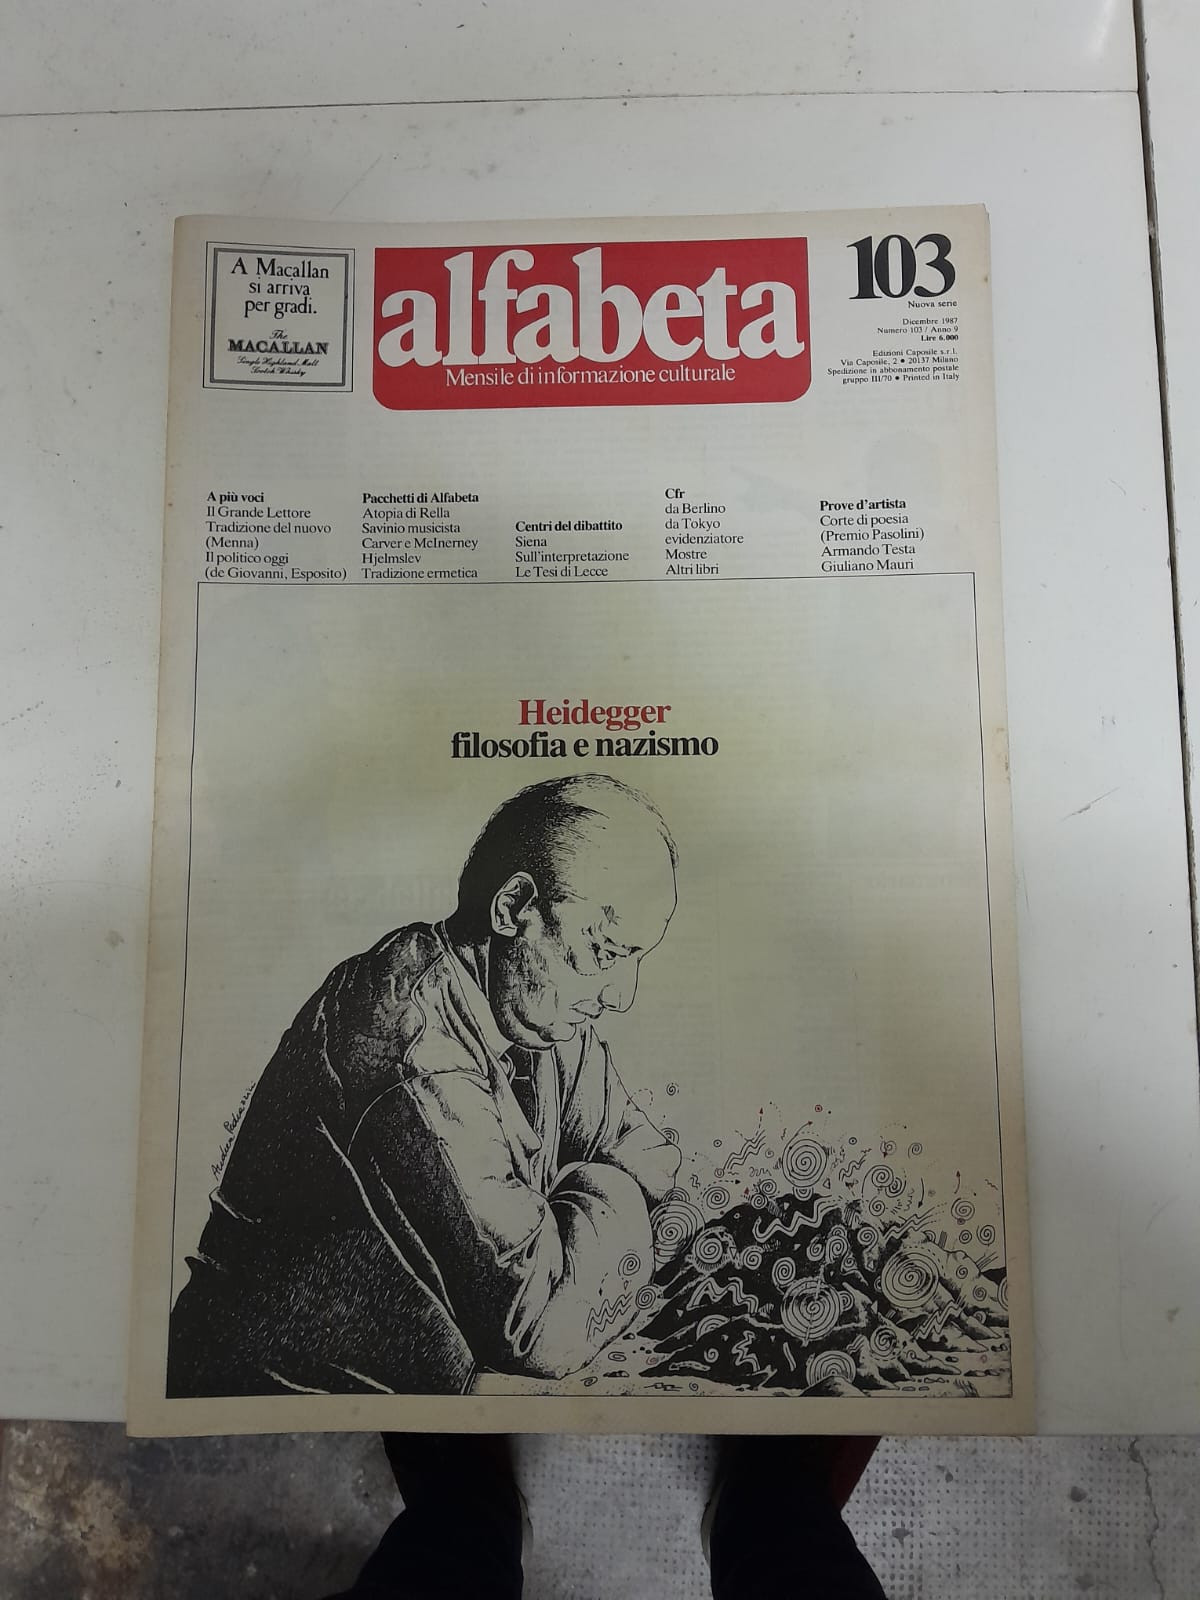 A Macallan
si arriva
per gradi.
The
MACALLAN
Single Highland Malt
Scotch Whisky
alfabeta
Mensile di informazione culturale
103
Nuova serie
Dicembre 1987
Numero 103 / Anno 9
Lire 6.000
Edizioni Caposile s.r.l.
Via Caposile, 2 • 20137 Milano
Spedizione in abbonamento postale
gruppo III/70 • Printed in Italy
A più voci
Il Grande Lettore
Tradizione del nuovo
(Menna)
Il politico oggi
(de Giovanni, Esposito)
Pacchetti di Alfabeta
Atopia di Rella
Savinio musicista
Carver e McInerney
Hjelmslev
Tradizione ermetica
Centri del dibattito
Siena
Sull'interpretazione
Le Tesi di Lecce
Cfr
da Berlino
da Tokyo
evidenziatore
Mostre
Altri libri
Prove d'artista
Corte di poesia
(Premio Pasolini)
Armando Testa
Giuliano Mauri
Heidegger
filosofia e nazismo